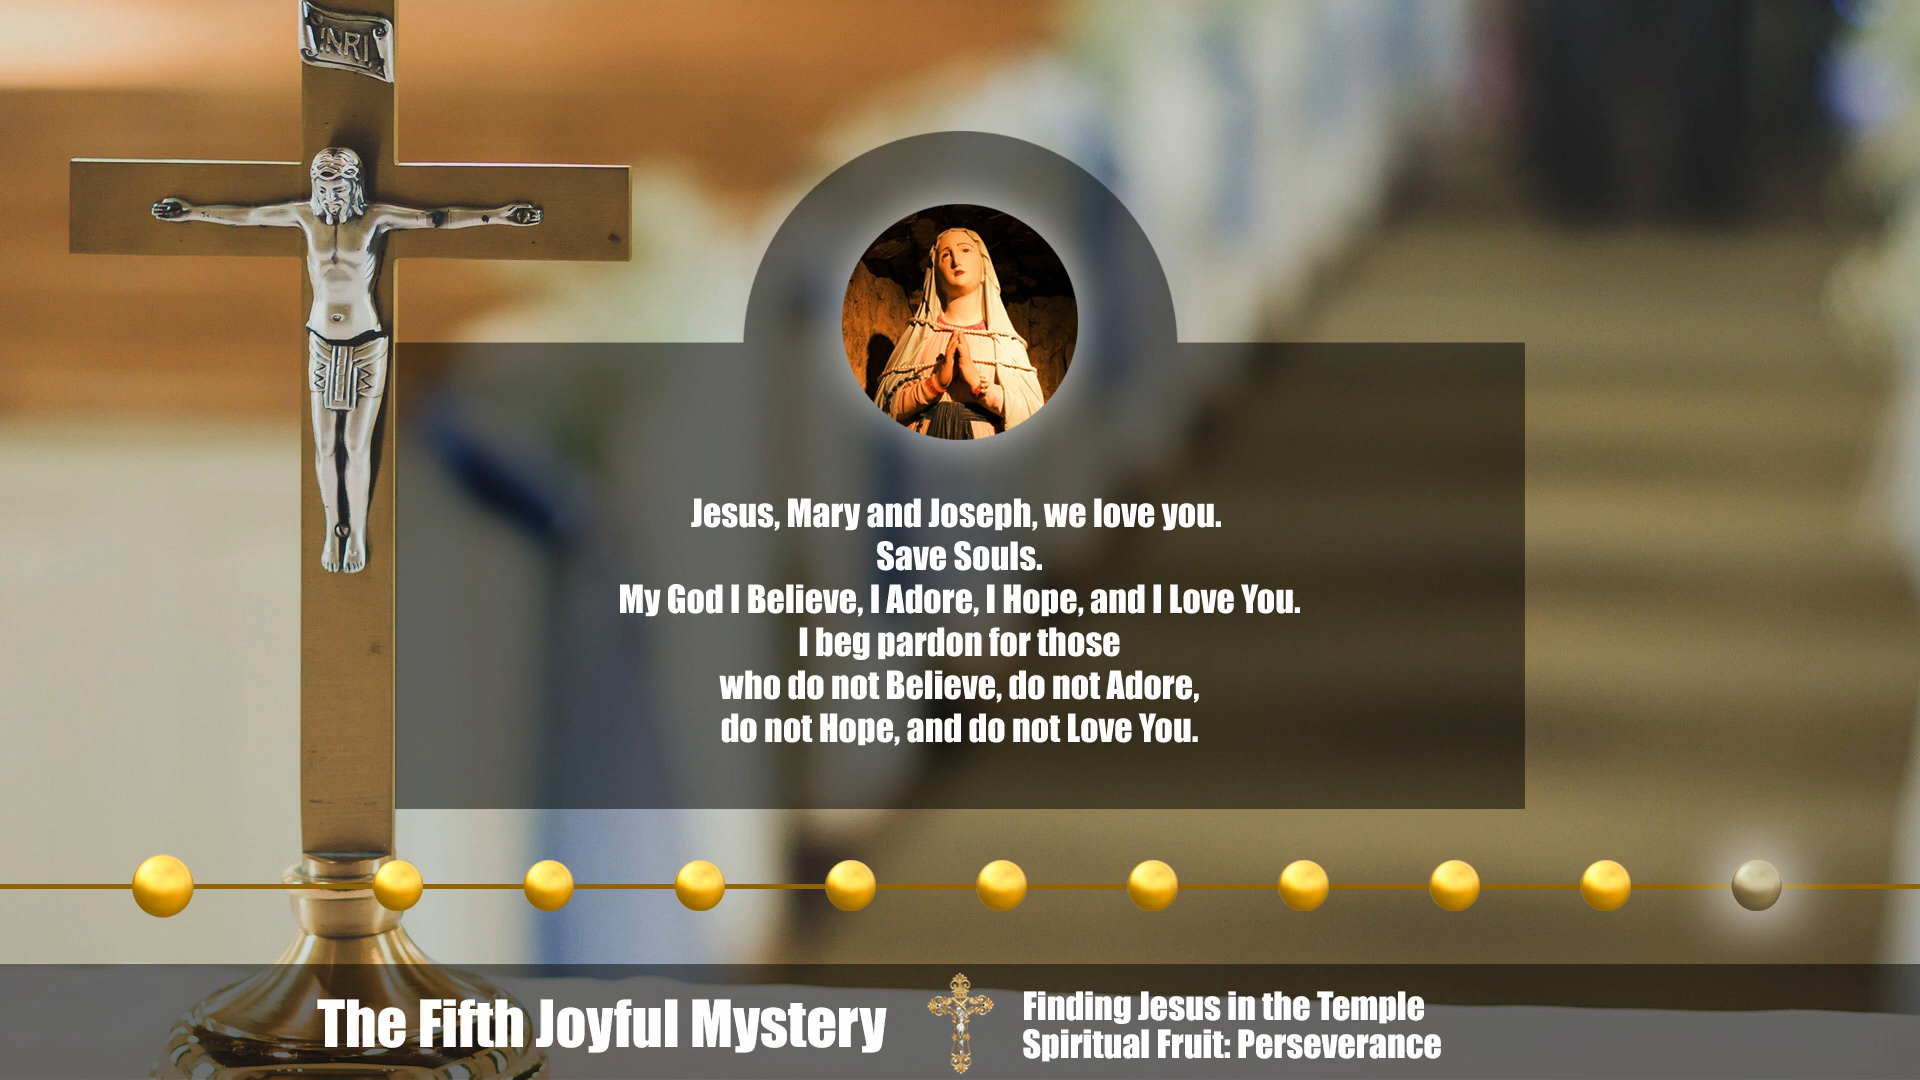 INRI
Jesus, Mary and Joseph, we love you.
Save Souls.
My God I Believe, I Adore, I Hope, and I Love You.
I beg pardon for those
who do not Believe, do not Adore,
do not Hope, and do not Love You.
The Fifth Joyful Mystery
Finding Jesus in the Temple
Spiritual Fruit: Perseverance